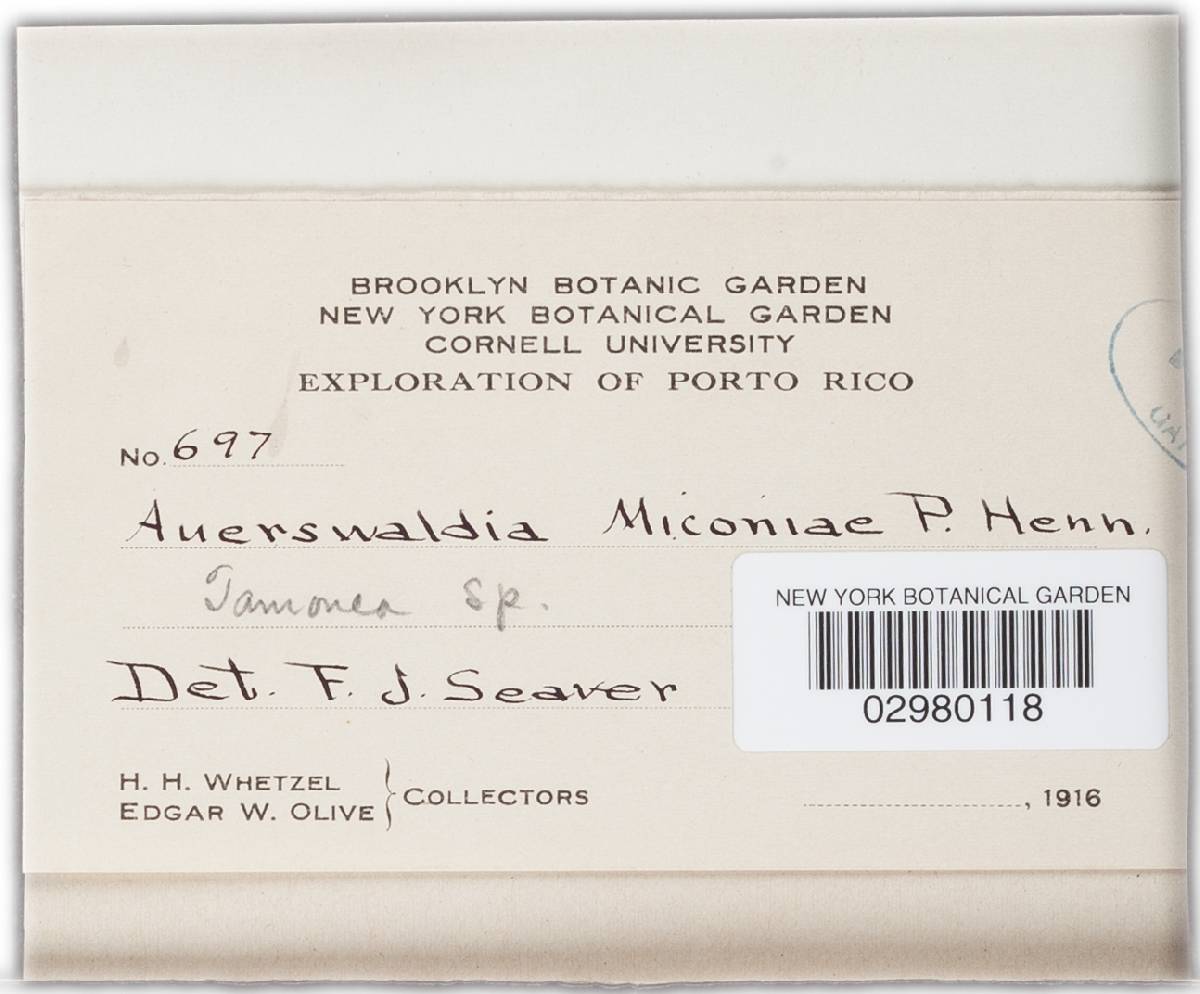 BROOKLYN BOTANIC GARDEN
NEW YORK BOTANICAL GARDEN
CORNELL UNIVERSITY
EXPLORATION OF PORTO RICO
No. 697
Auerswaldia Miconiae P. Henn.
Tamonea sp.
Det. F. J. Seaver
NEW YORK BOTANICAL GARDEN
02980118
H. H. WHETZEL
EDGAR W. OLIVE } COLLECTORS
, 1916